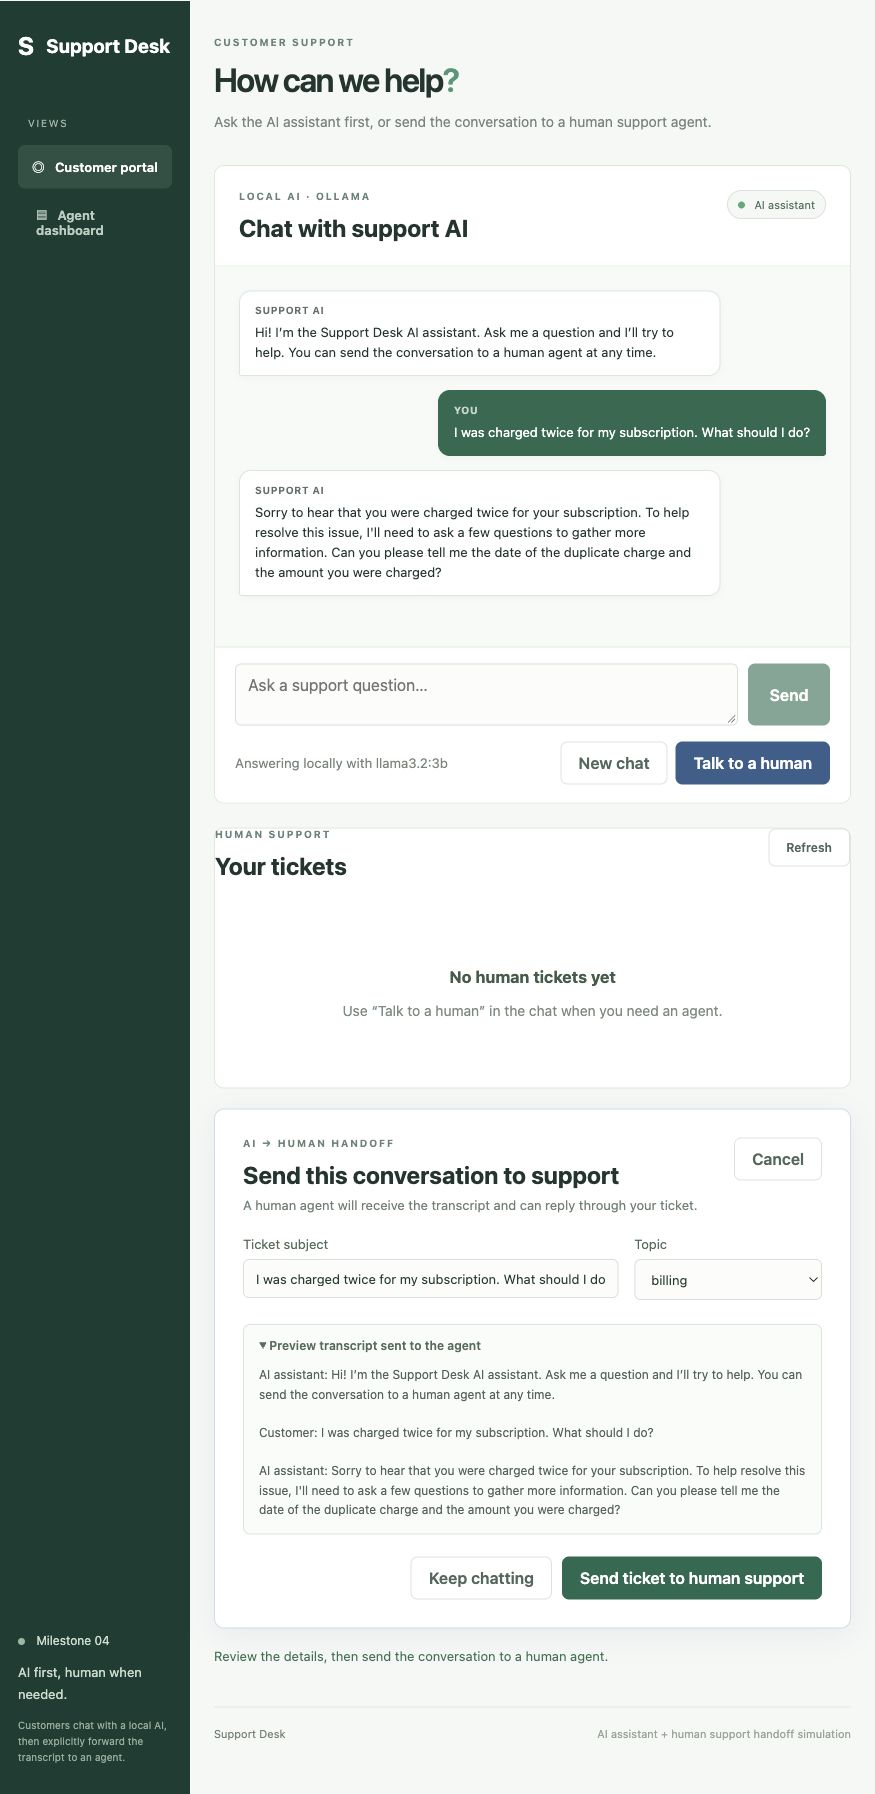 S Support Desk
VIEWS
Customer portal
Agent
dashboard
Milestone 04
AI first, human when
needed.
Customers chat with a local AI,
then explicitly forward the
transcript to an agent.
CUSTOMER SUPPORT
How can we help?
Ask the AI assistant first, or send the conversation to a human support agent.
LOCAL AI · OLLAMA
Chat with support AI
AI assistant
SUPPORT AI
Hi! I’m the Support Desk AI assistant. Ask me a question and I’ll try to
help. You can send the conversation to a human agent at any time.
YOU
I was charged twice for my subscription. What should I do?
SUPPORT AI
Sorry to hear that you were charged twice for your subscription. To help
resolve this issue, I'll need to ask a few questions to gather more
information. Can you please tell me the date of the duplicate charge and
the amount you were charged?
Ask a support question...
Send
Answering locally with llama3.2:3b
New chat
Talk to a human
HUMAN SUPPORT
Your tickets
Refresh
No human tickets yet
Use “Talk to a human” in the chat when you need an agent.
AI → HUMAN HANDOFF
Send this conversation to support
Cancel
A human agent will receive the transcript and can reply through your ticket.
Ticket subject
Topic
I was charged twice for my subscription. What should I do
billing
▼ Preview transcript sent to the agent
AI assistant: Hi! I’m the Support Desk AI assistant. Ask me a question and I’ll try to help. You can
send the conversation to a human agent at any time.
Customer: I was charged twice for my subscription. What should I do?
AI assistant: Sorry to hear that you were charged twice for your subscription. To help resolve this
issue, I'll need to ask a few questions to gather more information. Can you please tell me the
date of the duplicate charge and the amount you were charged?
Keep chatting
Send ticket to human support
Review the details, then send the conversation to a human agent.
Support Desk
AI assistant + human support handoff simulation